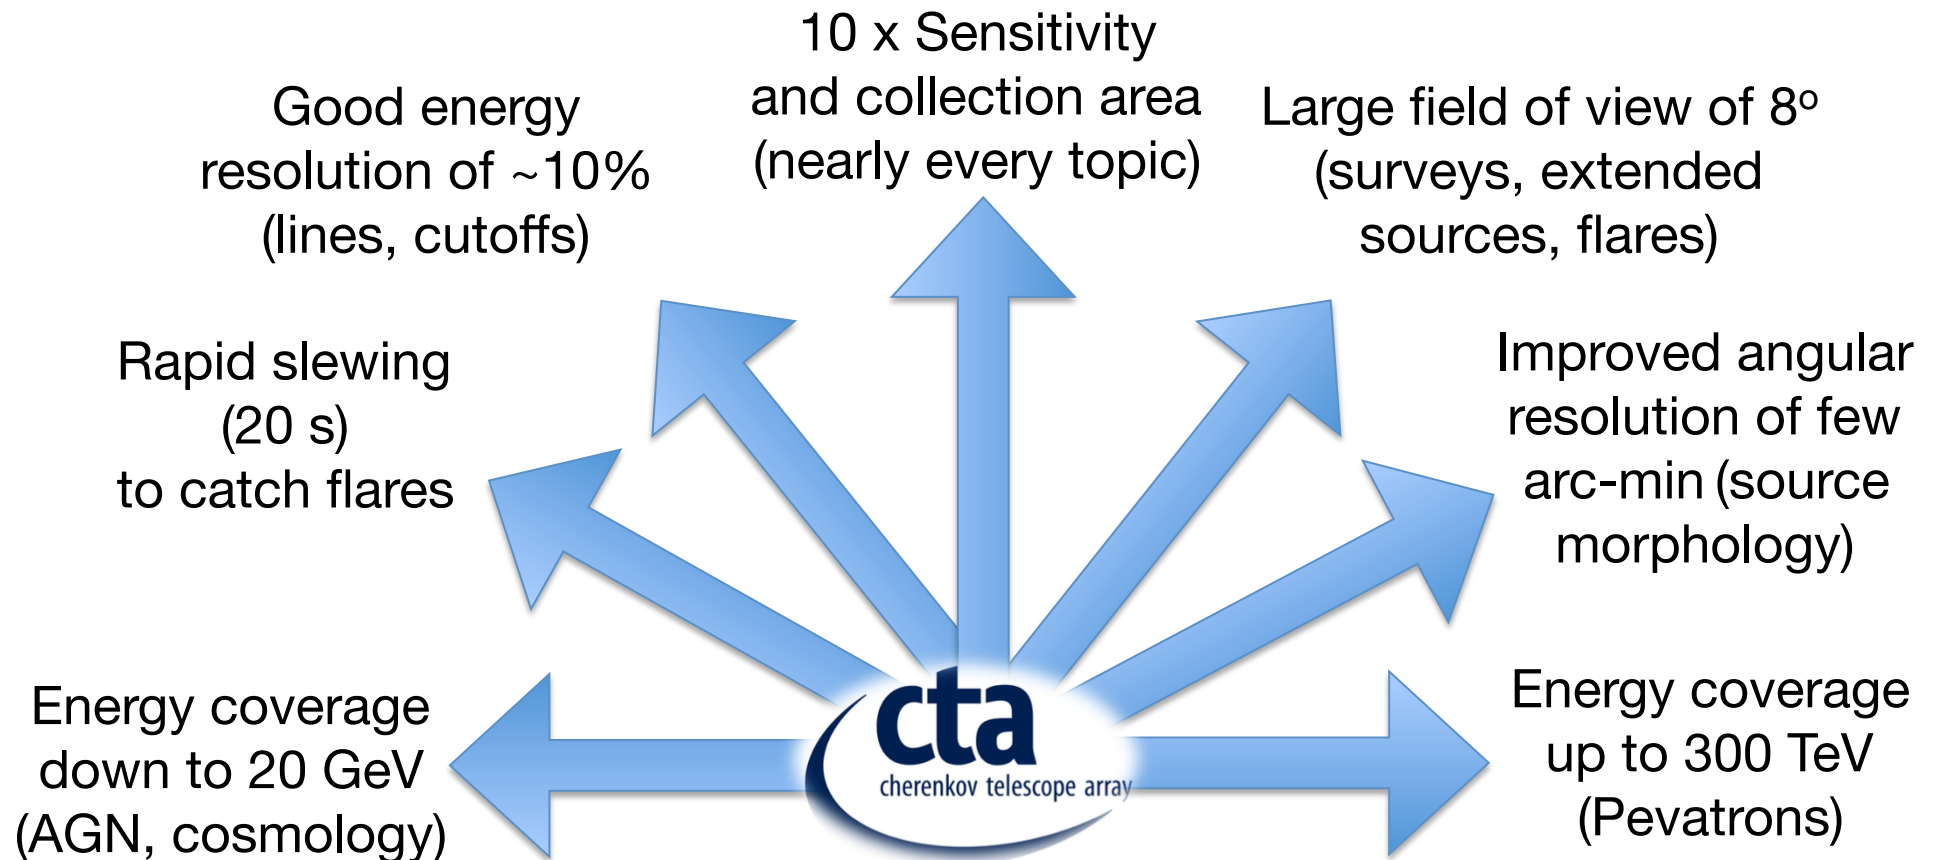 10 x Sensitivity
and collection area
(nearly every topic)
Good energy
resolution of ~10%
(lines, cutoffs)
Large field of view of 8º
(surveys, extended
sources, flares)
Rapid slewing
(20 s)
to catch flares
Improved angular
resolution of few
arc-min (source
morphology)
Energy coverage
down to 20 GeV
(AGN, cosmology)
cta
cherenkov telescope array
Energy coverage
up to 300 TeV
(Pevatrons)